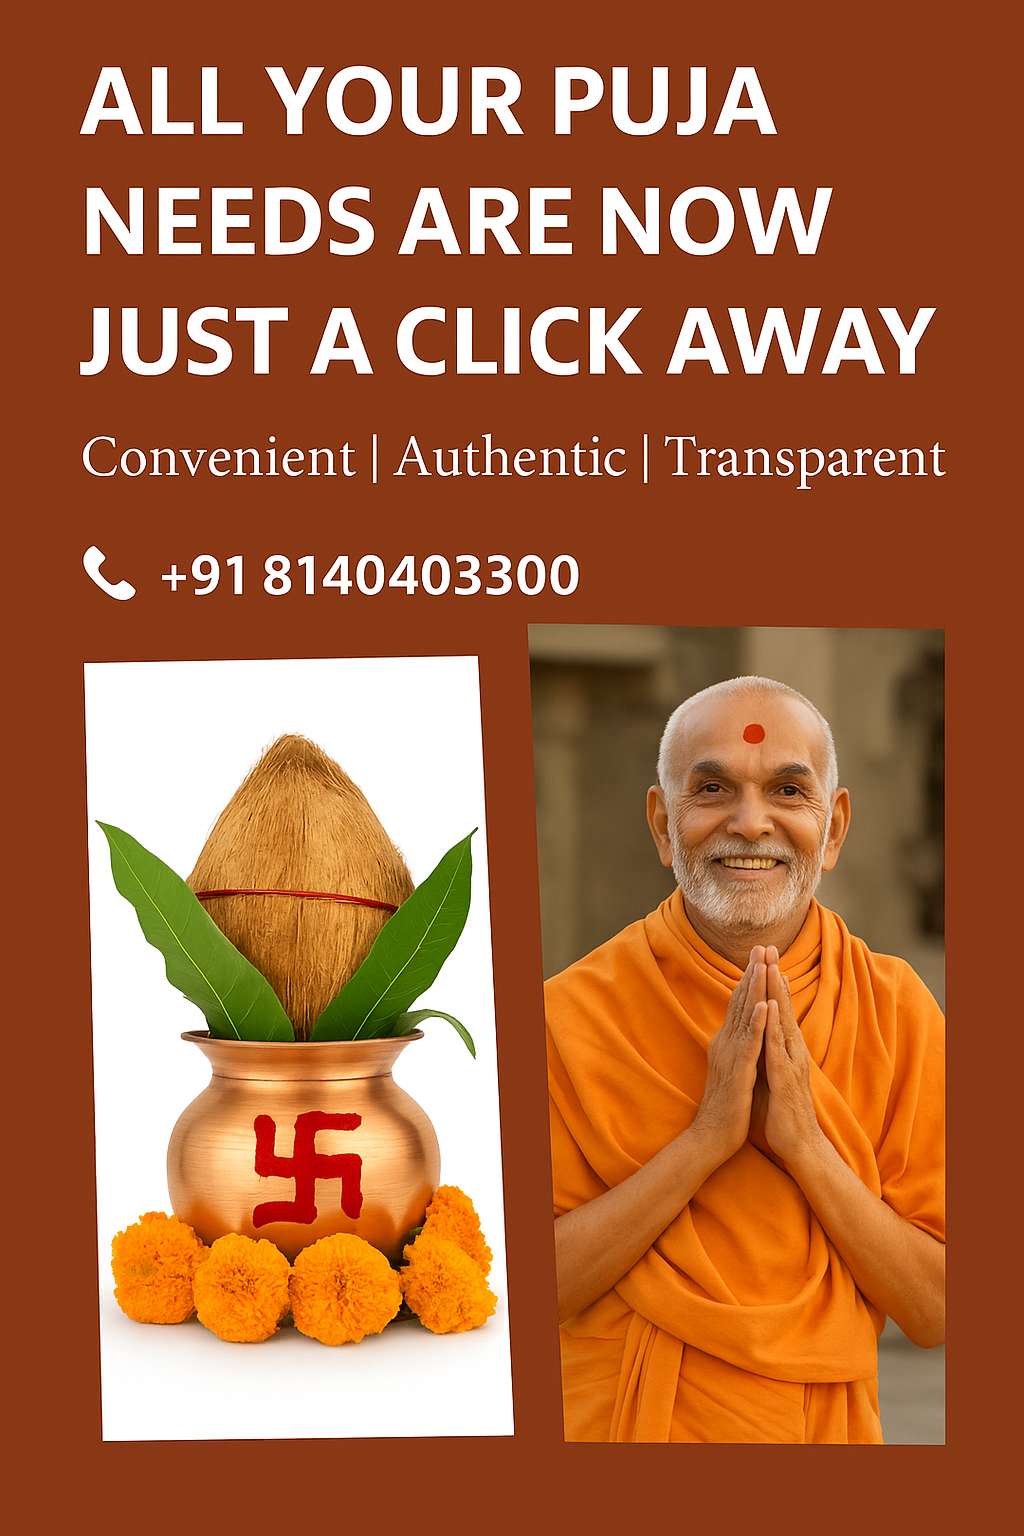 ALL YOUR PUJA
NEEDS ARE NOW
JUST A CLICK AWAY
Convenient | Authentic | Transparent
+91 8140403300